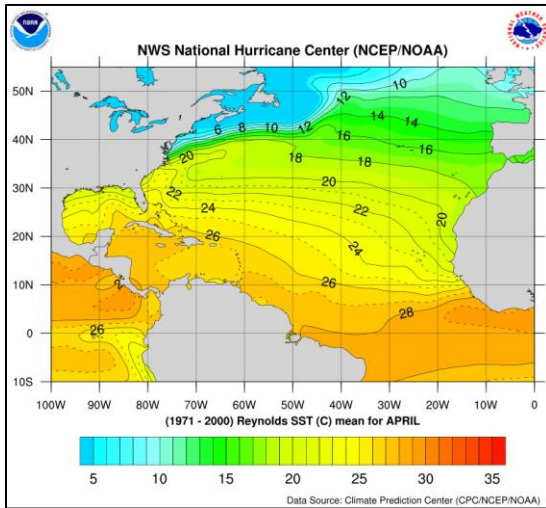 NOAA
NWS National Hurricane Center (NCEP/NOAA)
50N
40N
30N
20N
10N
0
10S
10
12
6 8 10 12
14
14
16
16
20
18
18
20
22
22
20
24
24
26
26
28
26
100W 90W 80W 70W 60W 50W 40W 30W 20W 10W 0
(1971 - 2000) Reynolds SST (C) mean for APRIL
5 10 15 20 25 30 35
Data Source: Climate Prediction Center (CPC/NCEP/NOAA)